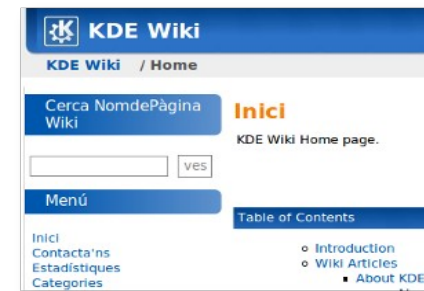 KDE Wiki
KDE Wiki / Home
Cerca NomdePàgina
Wiki
ves
Menú
Inici
Contacta'ns
Estadístiques
Categories
Inici
KDE Wiki Home page.
Table of Contents
Introduction
Wiki Articles
About KDE